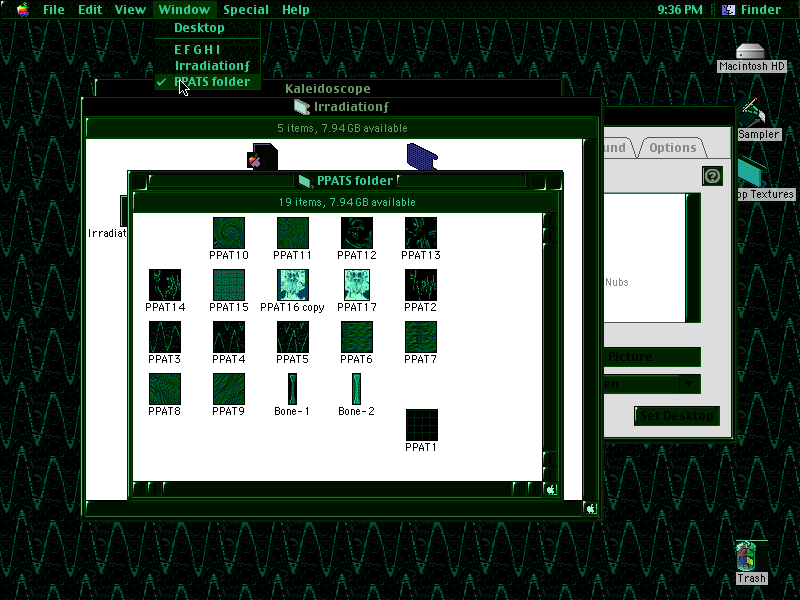 File Edit View Window Special Help 9:36 PM Finder
Desktop
E F G H I
Irradiationƒ
PPATS folder
Macintosh HD
Kaleidoscope
Irradiationƒ
5 items, 7.94 GB available
Sampler
und Options
PPATS folder
19 items, 7.94 GB available
op Textures
Irradiat
PPAT10 PPAT11 PPAT12 PPAT13
Nubs
PPAT14 PPAT15 PPAT16 copy PPAT17 PPAT2
PPAT3 PPAT4 PPAT5 PPAT6 PPAT7
Picture
en
PPAT8 PPAT9 Bone-1 Bone-2
Set Desktop
PPAT1
Trash